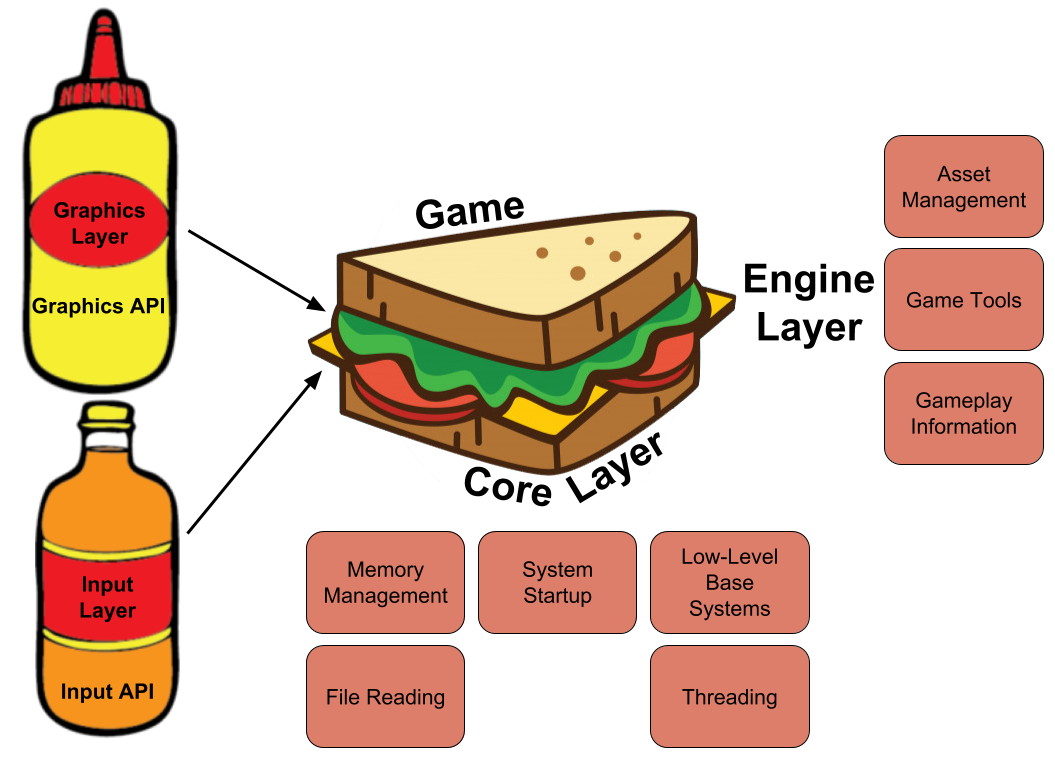 Graphics
Layer
Graphics API
Input
Layer
Input API
Game
Engine
Layer
Core Layer
Asset
Management
Game Tools
Gameplay
Information
Memory
Management
System
Startup
Low-Level
Base
Systems
File Reading
Threading